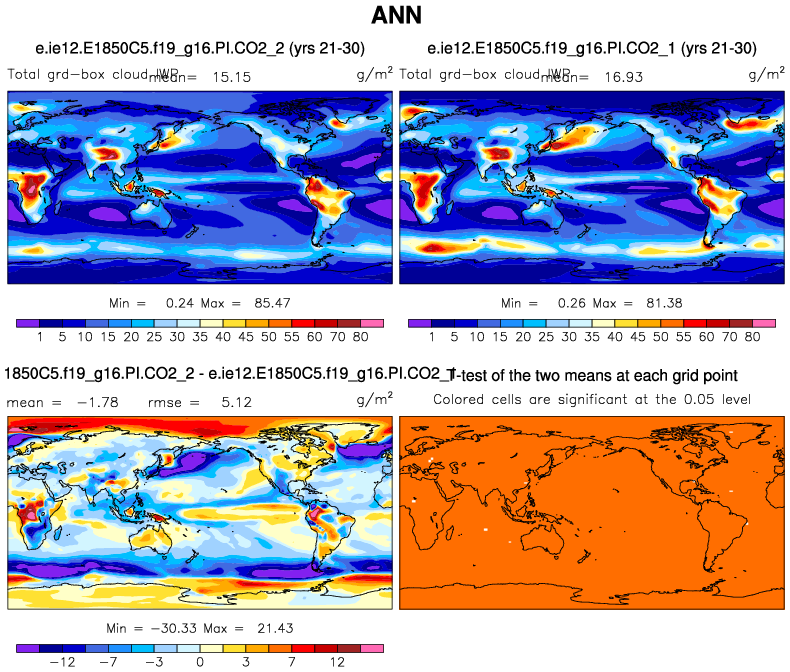 ANN
e.ie12.E1850C5.f19_g16.PI.CO2_2 (yrs 21-30)
Total grd-box cloud IWP mean= 15.15 g/m2
Min = 0.24 Max = 85.47
1 5 10 15 20 25 30 35 40 45 50 55 60 70 80
e.ie12.E1850C5.f19_g16.PI.CO2_1 (yrs 21-30)
Total grd-box cloud IWP mean= 16.93 g/m2
Min = 0.26 Max = 81.38
1 5 10 15 20 25 30 35 40 45 50 55 60 70 80
1850C5.f19_g16.PI.CO2_2 - e.ie12.E1850C5.f19_g16.PI.CO2_1
mean = -1.78 rmse = 5.12 g/m2
Min = -30.33 Max = 21.43
-12 -7 -3 0 3 7 12
T-test of the two means at each grid point
Colored cells are significant at the 0.05 level